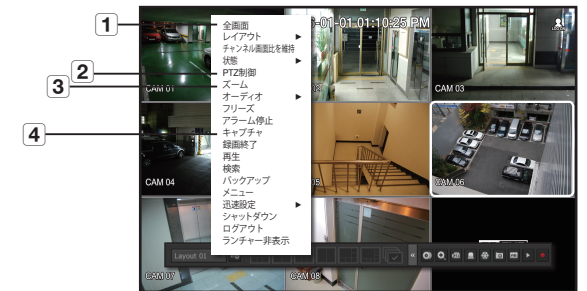 1
2
3
4
-01-01 01:10:25 PM
全画面
レイアウト
チャンネル画面比を維持
状態
PTZ制御
ズーム
オーディオ
フリーズ
アラーム停止
キャプチャ
録画終了
再生
検索
バックアップ
メニュー
迅速設定
シャットダウン
ログアウト
ランチャー非表示
CAM 01
CAM 03
CAM 04
05
CAM 06
CAM 07
CAM 08
Layout 01